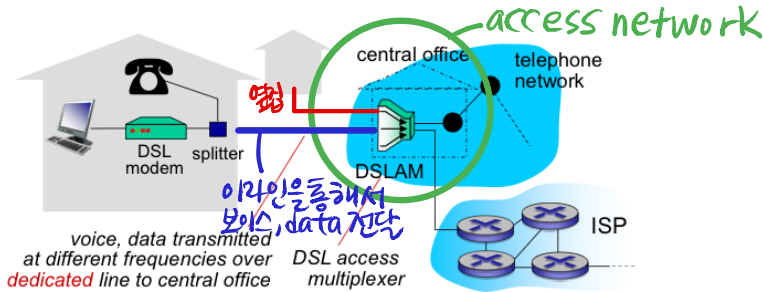 access network
central office
telephone
network
옆집
DSL
modem
splitter
DSLAM
이라인을통해서
보이스, data 전달
voice, data transmitted
at different frequencies over
dedicated line to central office
DSL access
multiplexer
ISP